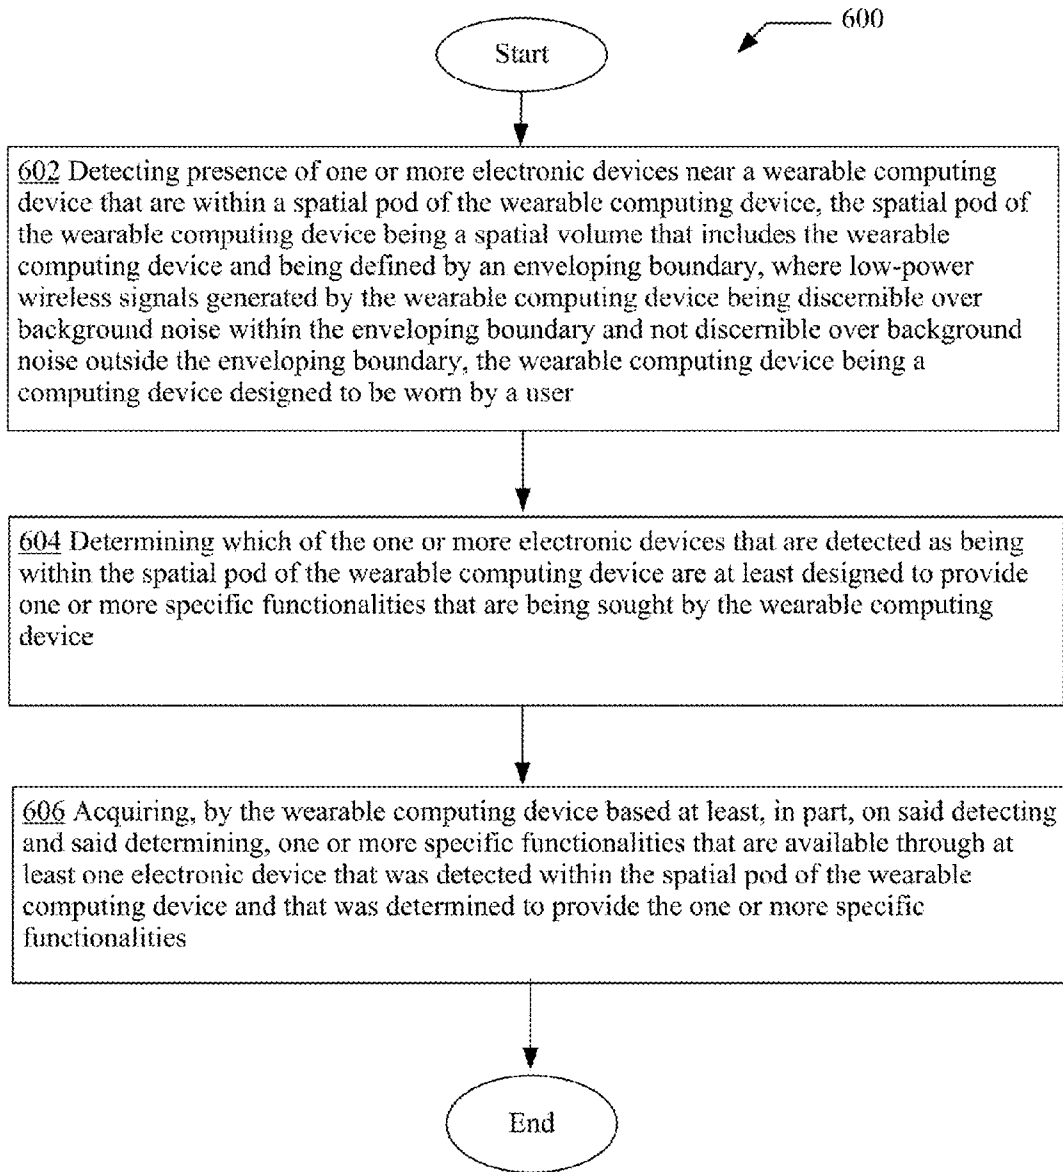 600
Start
602 Detecting presence of one or more electronic devices near a wearable computing
device that are within a spatial pod of the wearable computing device, the spatial pod of
the wearable computing device being a spatial volume that includes the wearable
computing device and being defined by an enveloping boundary, where low-power
wireless signals generated by the wearable computing device being discernible over
background noise within the enveloping boundary and not discernible over background
noise outside the enveloping boundary, the wearable computing device being a
computing device designed to be worn by a user
604 Determining which of the one or more electronic devices that are detected as being
within the spatial pod of the wearable computing device are at least designed to provide
one or more specific functionalities that are being sought by the wearable computing
device
606 Acquiring, by the wearable computing device based at least, in part, on said detecting
and said determining, one or more specific functionalities that are available through at
least one electronic device that was detected within the spatial pod of the wearable
computing device and that was determined to provide the one or more specific
functionalities
End